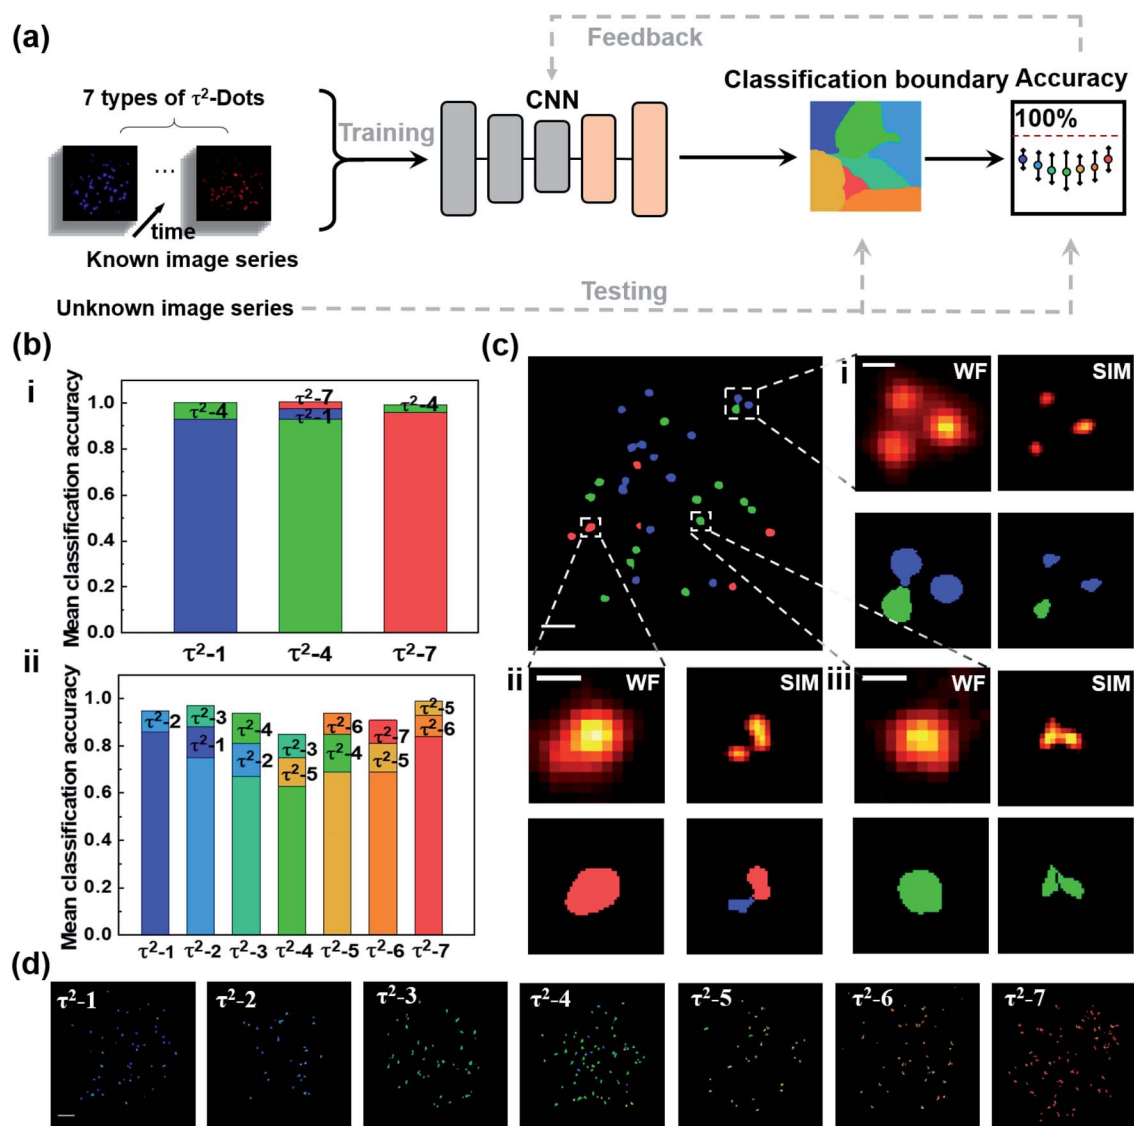 (a)
Feedback
7 types of τ²-Dots
CNN
Classification boundary
Accuracy
100%
Training
...
time
Known image series
Unknown image series
Testing
(b)
i
Mean classification accuracy
1.0
0.8
0.6
0.4
0.2
0.0
τ²-4
τ²-7
τ²-1
τ²-4
τ²-1
τ²-4
τ²-7
ii
Mean classification accuracy
1.0
0.8
0.6
0.4
0.2
0.0
τ²-2
τ²-3
τ²-1
τ²-4
τ²-2
τ²-3
τ²-5
τ²-6
τ²-4
τ²-7
τ²-5
τ²-5
τ²-6
τ²-1
τ²-2
τ²-3
τ²-4
τ²-5
τ²-6
τ²-7
(c)
i
WF
SIM
ii
WF
SIM
iii
WF
SIM
(d)
τ²-1
τ²-2
τ²-3
τ²-4
τ²-5
τ²-6
τ²-7